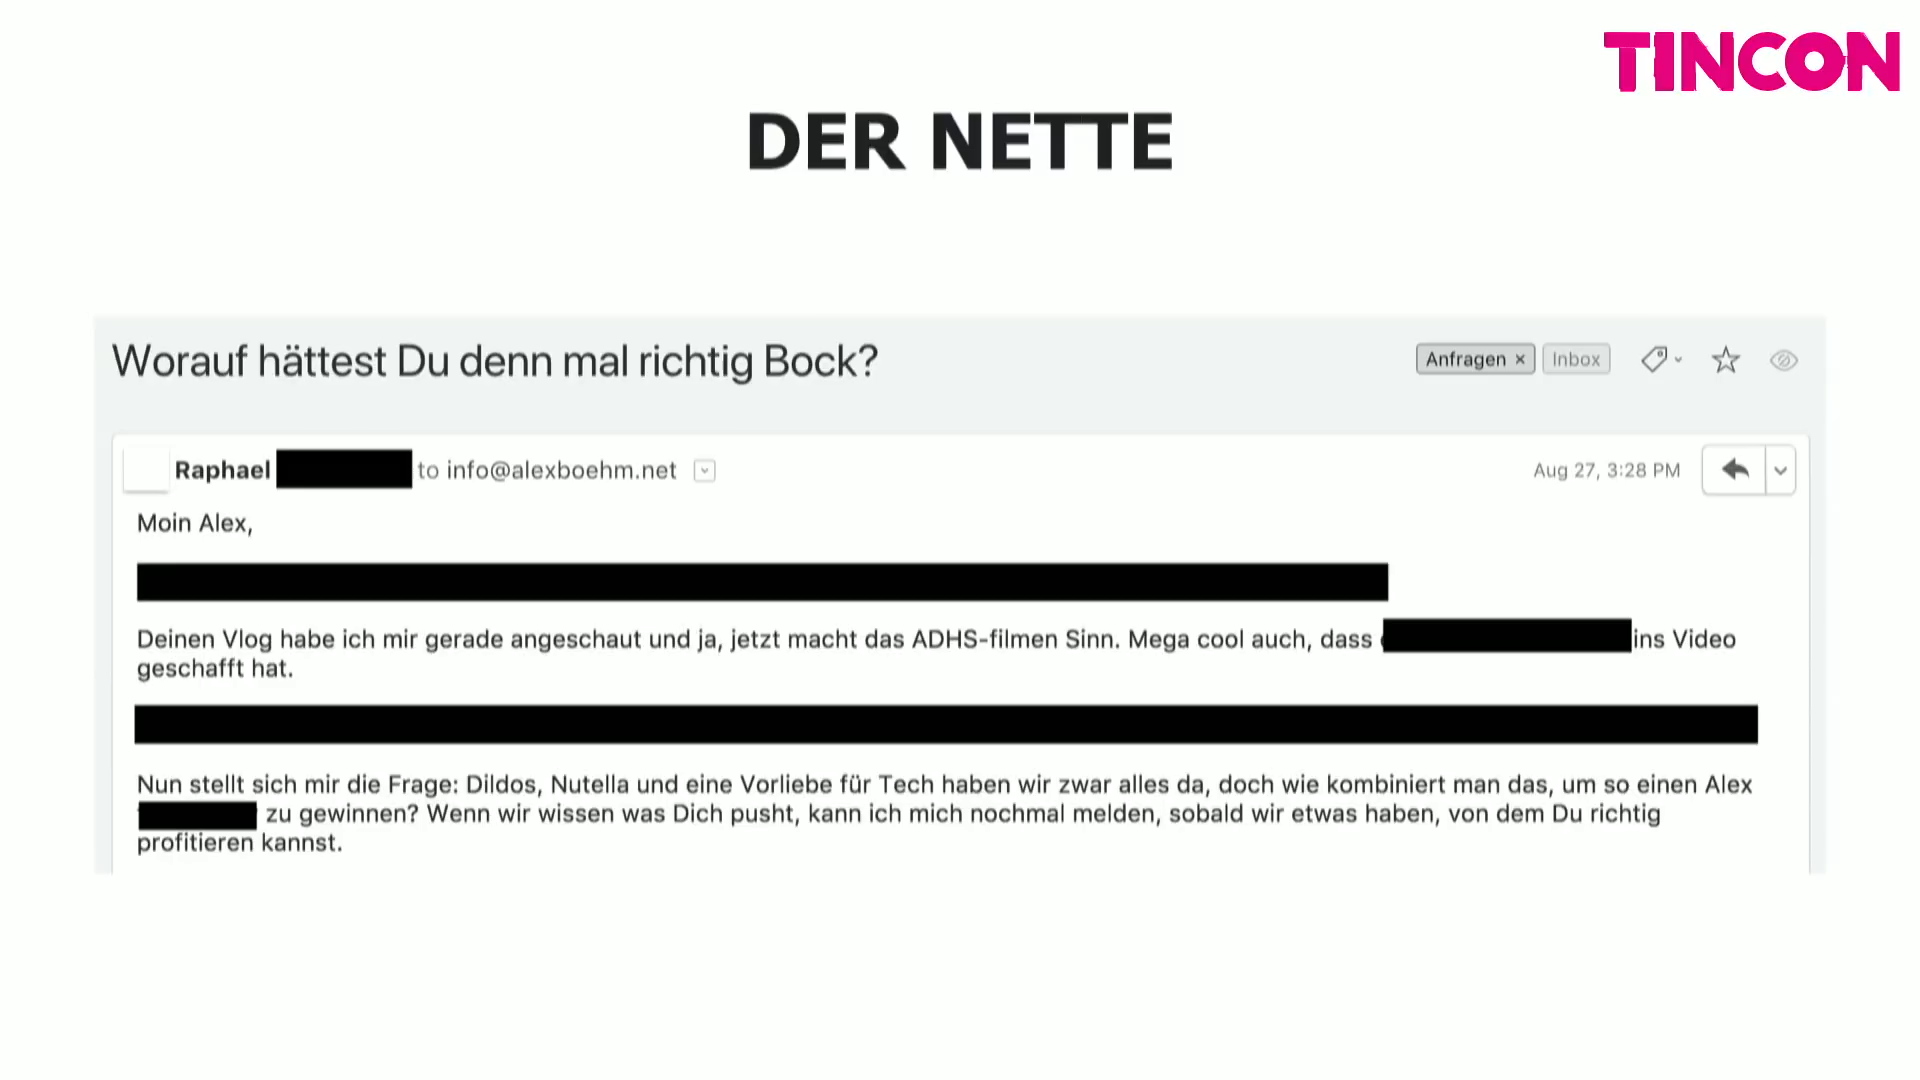 TINCON
DER NETTE
Worauf hättest Du denn mal richtig Bock?
Anfragen × Inbox
Raphael to info@alexboehm.net
Aug 27, 3:28 PM
Moin Alex,
Deinen Vlog habe ich mir gerade angeschaut und ja, jetzt macht das ADHS-filmen Sinn. Mega cool auch, dass ins Video
geschafft hat.
Nun stellt sich mir die Frage: Dildos, Nutella und eine Vorliebe für Tech haben wir zwar alles da, doch wie kombiniert man das, um so einen Alex
zu gewinnen? Wenn wir wissen was Dich pusht, kann ich mich nochmal melden, sobald wir etwas haben, von dem Du richtig
profitieren kannst.